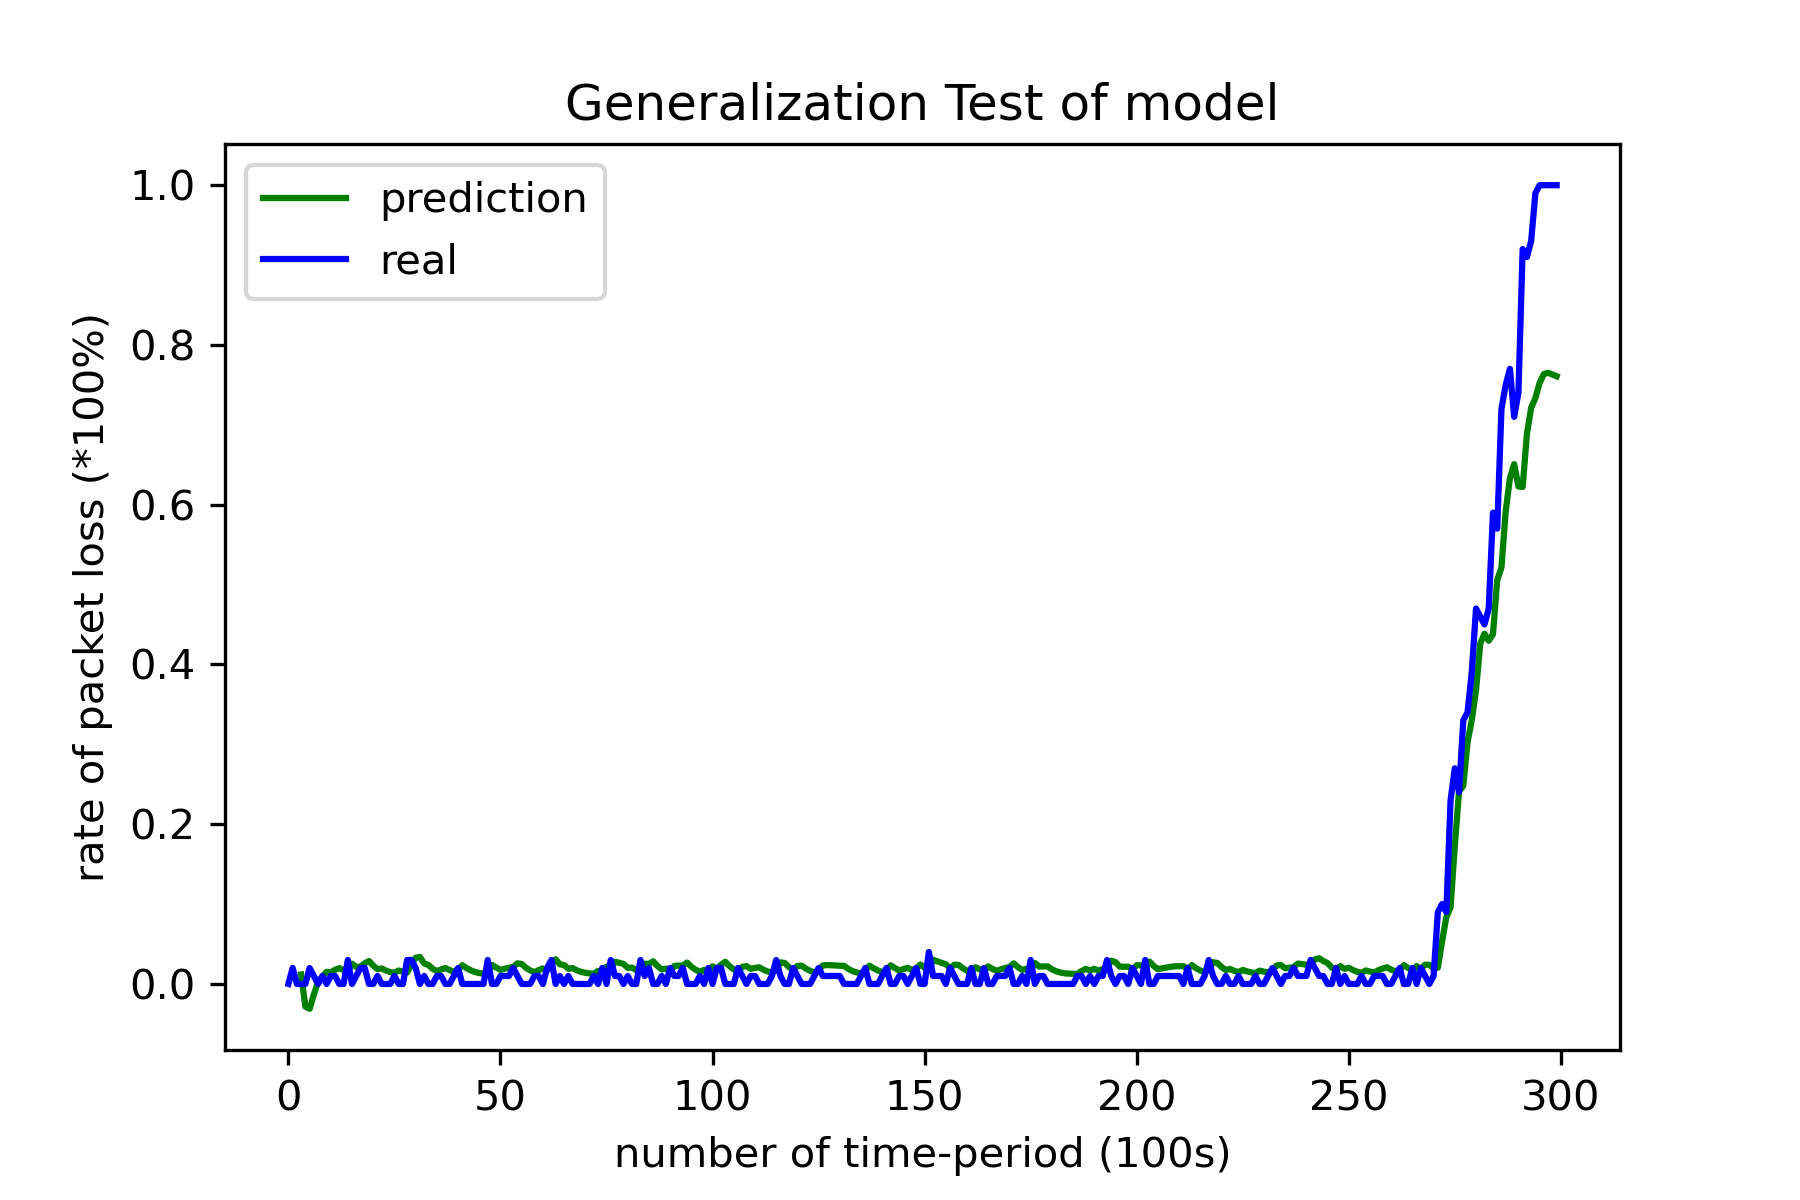 Generalization Test of model
prediction
real
1.0
0.8
0.6
0.4
0.2
0.0
rate of packet loss (*100%)
0 50 100 150 200 250 300
number of time-period (100s)